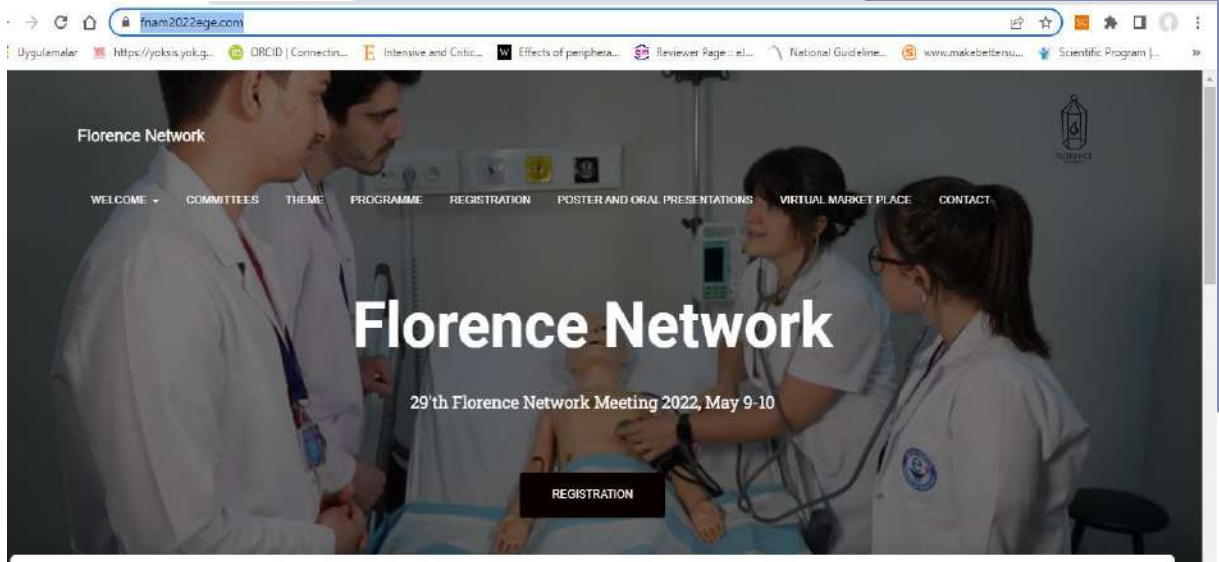 fnam2022ege.com
Uygulamalar https://yoksis.yok.g... ORCID | Connectin... Intensive and Critic... Effects of periphera... Reviewer Page :: eJ... National Guideline... www.makebettersu... Scientific Program |... »
Florence Network
FLORENCE
WELCOME COMMITTEES THEME PROGRAMME REGISTRATION POSTER AND ORAL PRESENTATIONS VIRTUAL MARKET PLACE CONTACT
Florence Network
29'th Florence Network Meeting 2022, May 9-10
REGISTRATION